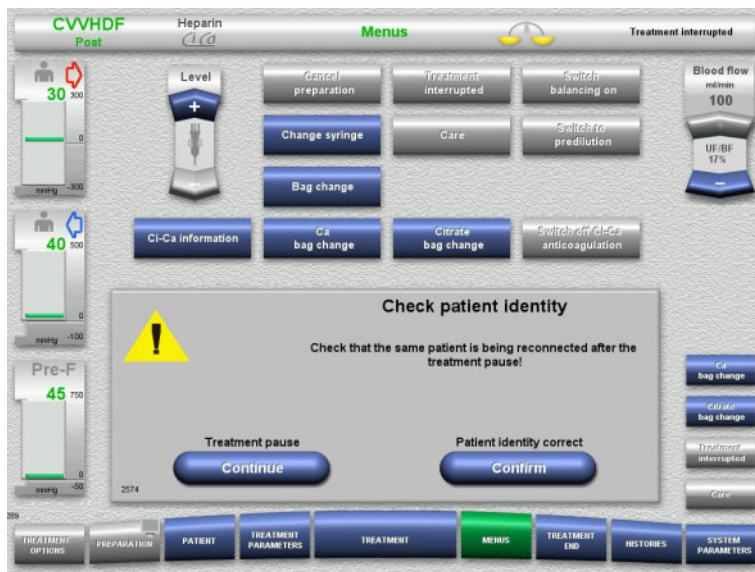 CVVHDF
Post
Heparin
Ci Ca
Menus
Treatment interrupted
30
300
0
mmHg
-300
Level
+
Cancel
preparation
Treatment
interrupted
Switch
balancing on
Blood flow
ml/min
100
+
UF/BF
17%
−
Change syringe
Care
Switch to
predilution
−
Bag change
40
500
0
mmHg
-100
Ci-Ca information
Ca
bag change
Citrate
bag change
Switch off Ci-Ca
anticoagulation
Check patient identity
!
Check that the same patient is being reconnected after the
treatment pause!
Pre-F
45
750
0
mmHg
-50
Treatment pause
Continue
Patient identity correct
Confirm
2574
Ca
bag change
Citrate
bag change
Treatment
interrupted
Care
289
TREATMENT
OPTIONS
PREPARATION
PATIENT
TREATMENT
PARAMETERS
TREATMENT
MENUS
TREATMENT
END
HISTORIES
SYSTEM
PARAMETERS